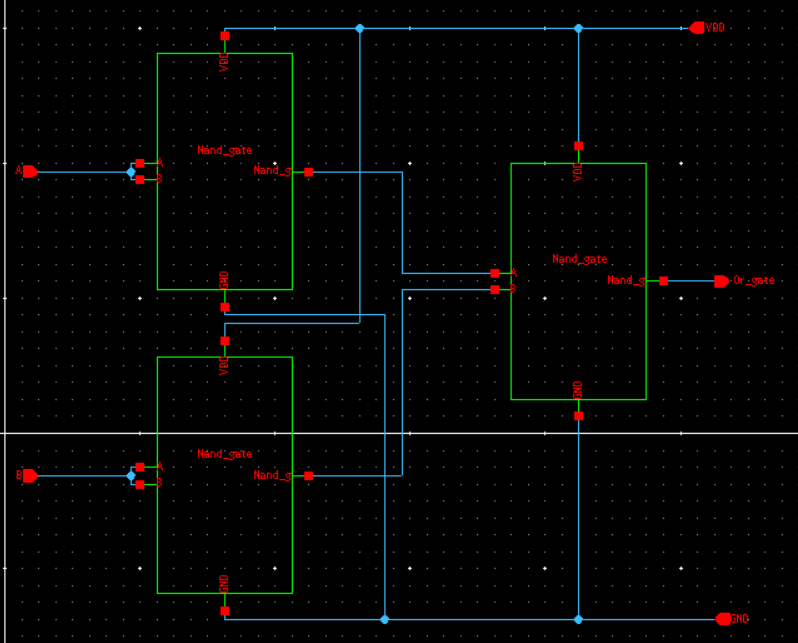 VDD
VDD
Nand_gate
A
A
B
Nand_g
GND
VDD
Nand_gate
A
B
Nand_g
Or_gate
GND
VDD
Nand_gate
A
B
B
Nand_g
GND
GND